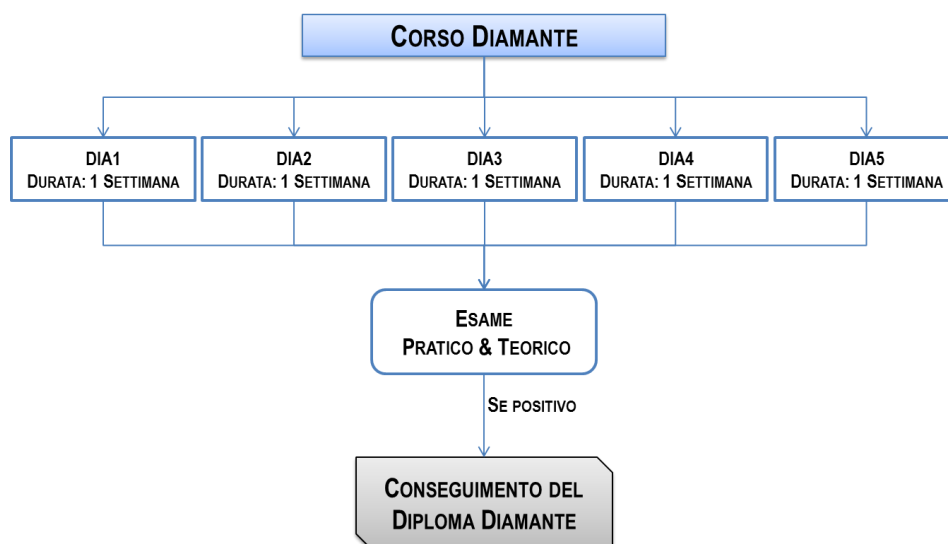 Corso Diamante
DIA1
Durata: 1 Settimana
DIA2
Durata: 1 Settimana
DIA3
Durata: 1 Settimana
DIA4
Durata: 1 Settimana
DIA5
Durata: 1 Settimana
Esame
Pratico & Teorico
Se positivo
Conseguimento del
Diploma Diamante